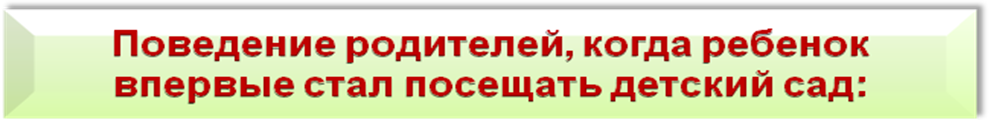 Поведение родителей, когда ребенок
впервые стал посещать детский сад: